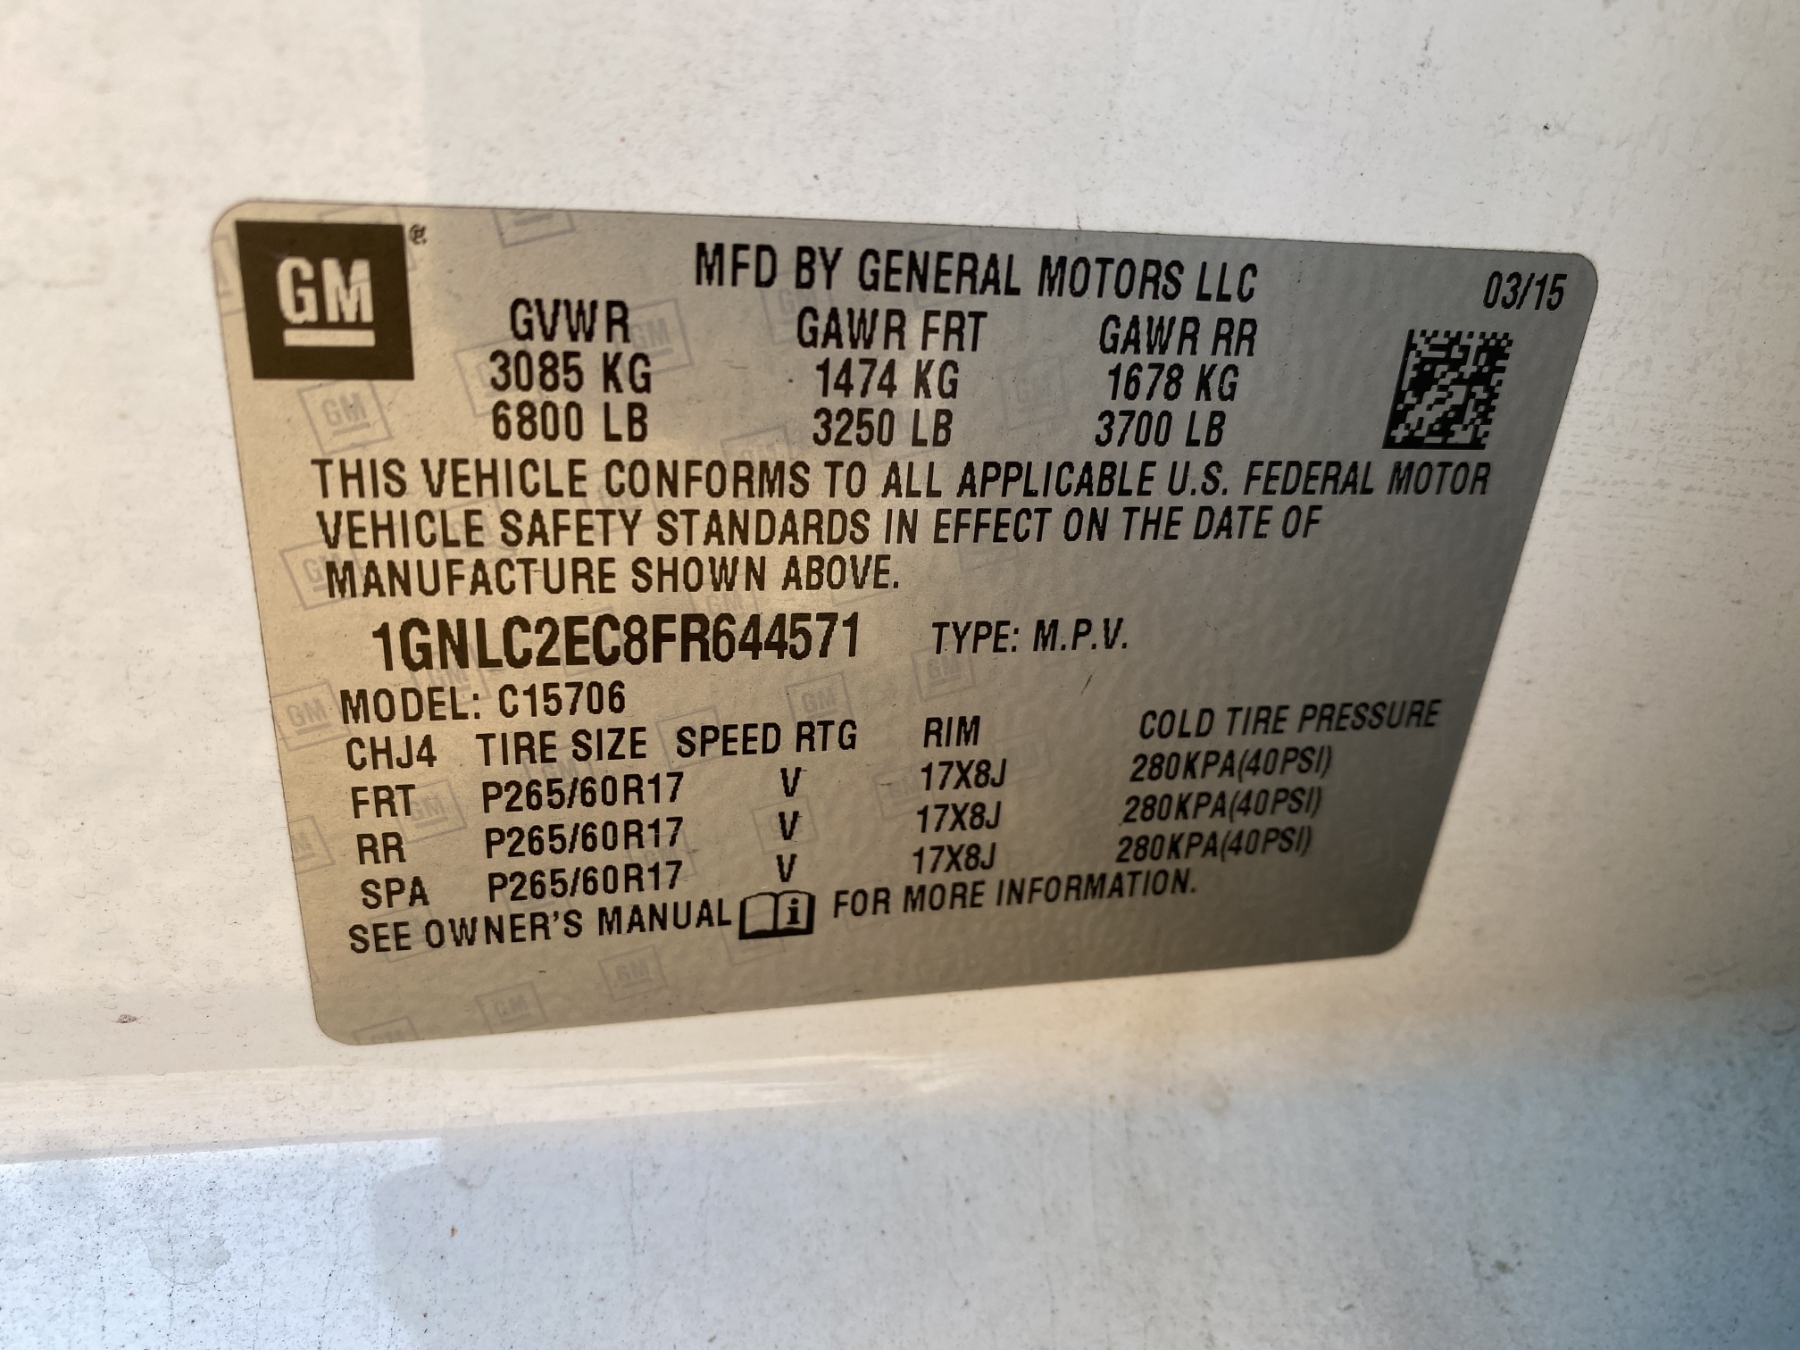 GM ®
MFD BY GENERAL MOTORS LLC 03/15
GVWR GAWR FRT GAWR RR
3085 KG 1474 KG 1678 KG
6800 LB 3250 LB 3700 LB
THIS VEHICLE CONFORMS TO ALL APPLICABLE U.S. FEDERAL MOTOR
VEHICLE SAFETY STANDARDS IN EFFECT ON THE DATE OF
MANUFACTURE SHOWN ABOVE.
1GNLC2EC8FR644571 TYPE: M.P.V.
MODEL: C15706
CHJ4 TIRE SIZE SPEED RTG RIM COLD TIRE PRESSURE
FRT P265/60R17 V 17X8J 280KPA(40PSI)
RR P265/60R17 V 17X8J 280KPA(40PSI)
SPA P265/60R17 V 17X8J 280KPA(40PSI)
SEE OWNER'S MANUAL i FOR MORE INFORMATION.